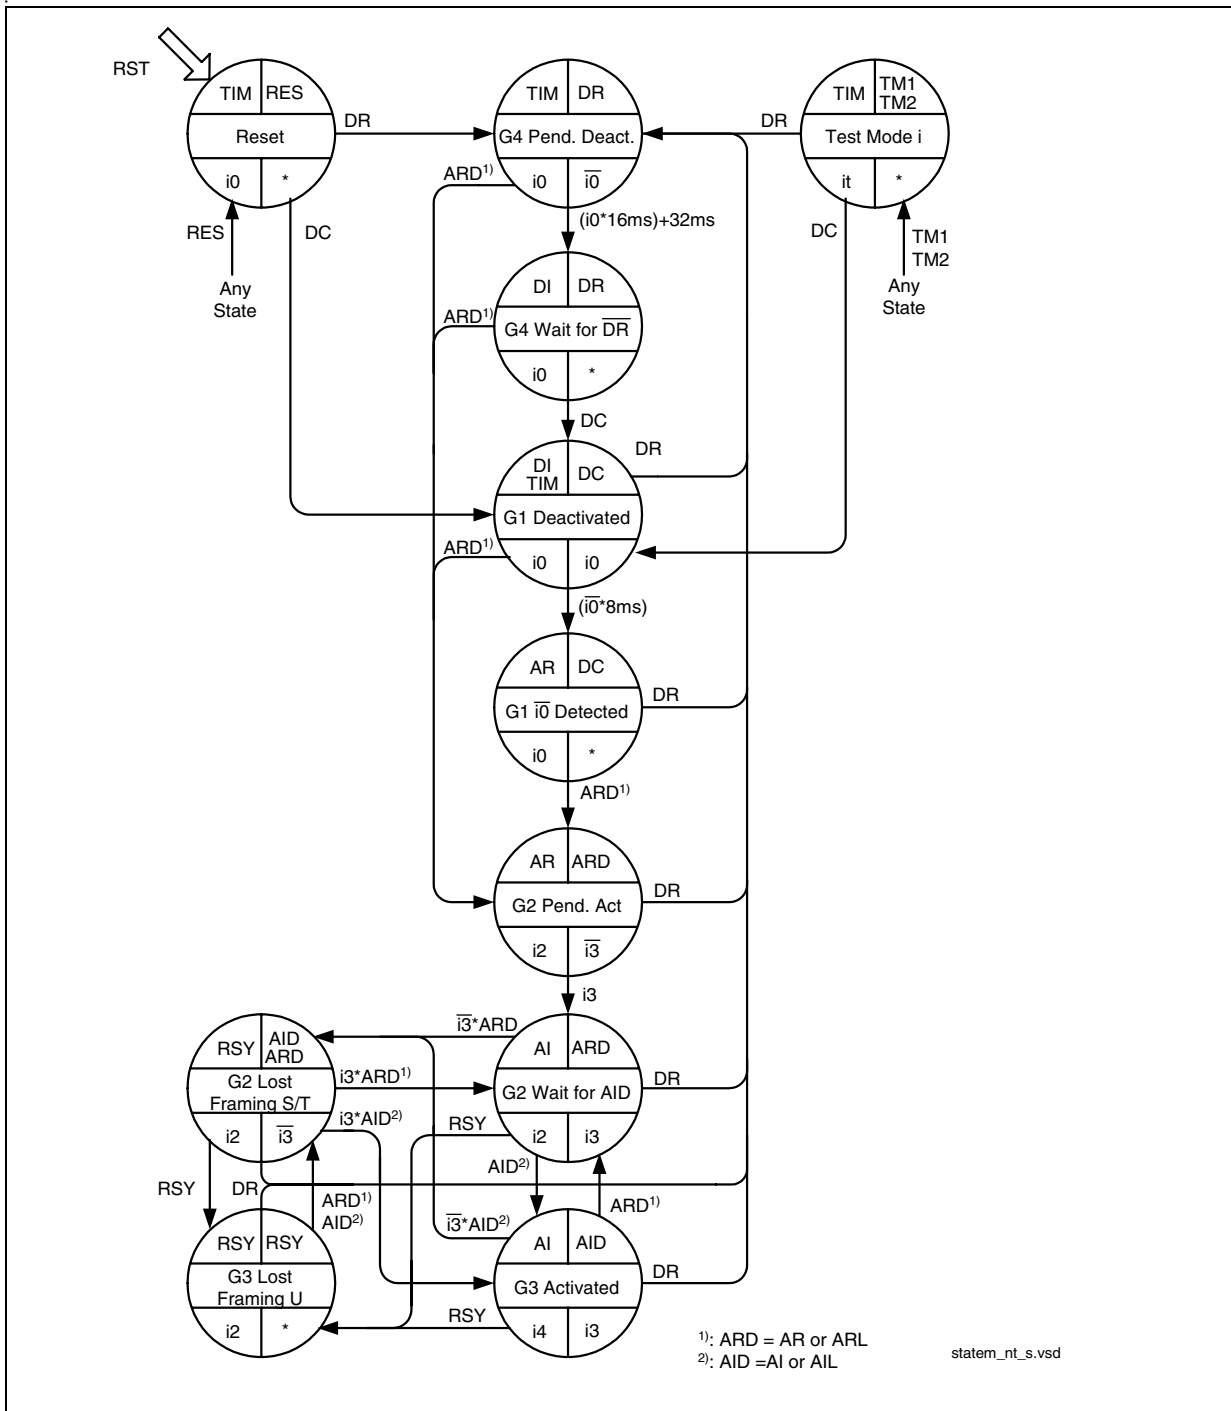 RST
TIM RES
Reset
i0 *
RES
Any
State
DC
DR
TIM DR
G4 Pend. Deact.
i0 i̅0̅
ARD¹⁾
(i0*16ms)+32ms
DR
TIM TM1
TM2
Test Mode i
it *
DC
TM1
TM2
Any
State
DI DR
G4 Wait for D̅R̅
i0 *
ARD¹⁾
DC
DI
TIM DC
G1 Deactivated
i0 i0
DR
ARD¹⁾
(i̅0̅*8ms)
AR DC
G1 i̅0̅ Detected
i0 *
DR
ARD¹⁾
AR ARD
G2 Pend. Act
i2 i̅3̅
DR
i3
i̅3̅*ARD
RSY AID
ARD
G2 Lost
Framing S/T
i2 i̅3̅
i3*ARD¹⁾
i3*AID²⁾
AI ARD
G2 Wait for AID
i2 i3
DR
RSY
AID²⁾
ARD¹⁾
RSY
DR
ARD¹⁾
AID²⁾
i̅3̅*AID²⁾
RSY RSY
G3 Lost
Framing U
i2 *
AI AID
G3 Activated
i4 i3
DR
RSY
¹⁾: ARD = AR or ARL
²⁾: AID =AI or AIL
statem_nt_s.vsd